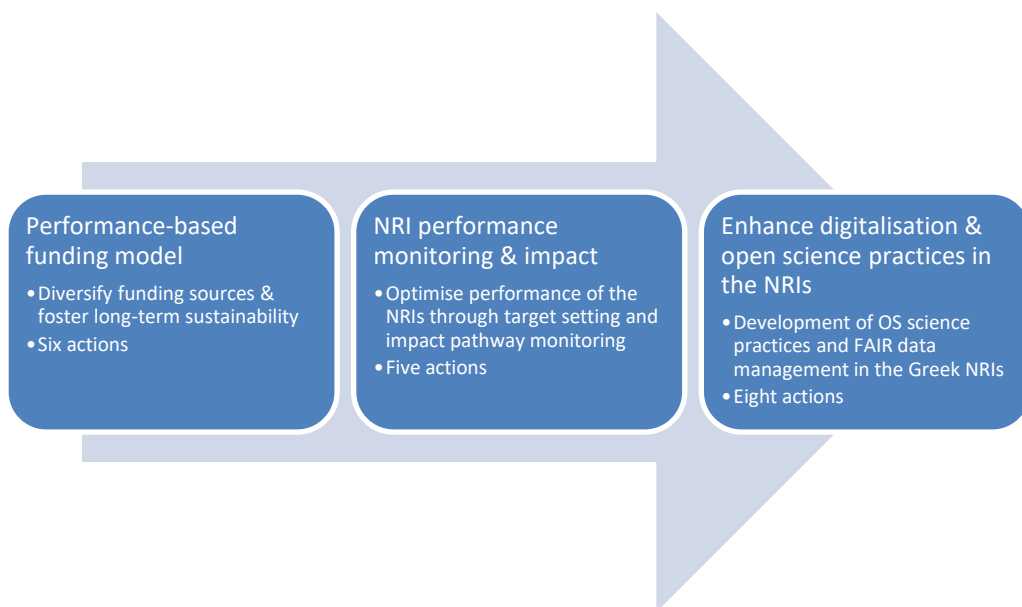 Performance-based
funding model
•Diversify funding sources &
foster long-term sustainability
•Six actions
NRI performance
monitoring & impact
•Optimise performance of the
NRIs through target setting and
impact pathway monitoring
•Five actions
Enhance digitalisation &
open science practices in
the NRIs
•Development of OS science
practices and FAIR data
management in the Greek NRIs
•Eight actions